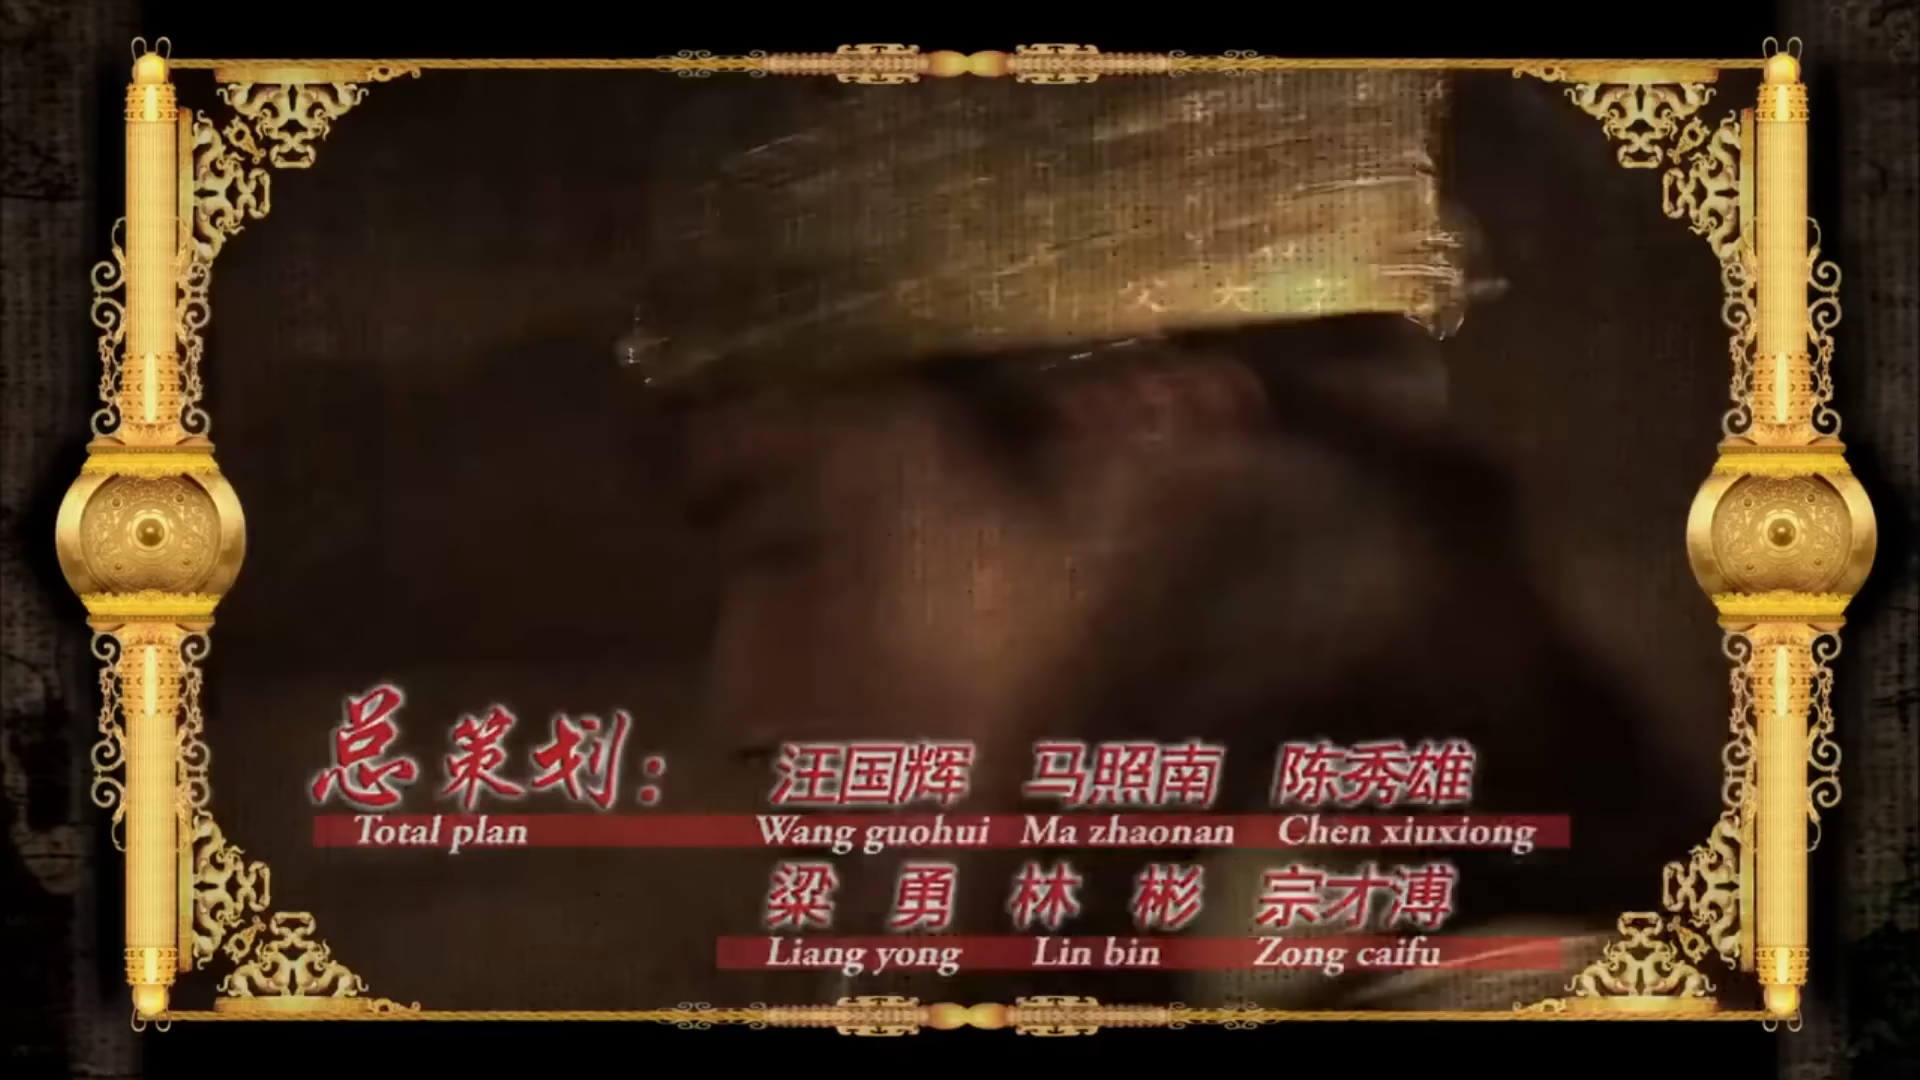 总策划: 汪国辉 马照南 陈秀雄
Total plan Wang guohui Ma zhaonan Chen xiuxiong
梁 勇 林 彬 宗才溥
Liang yong Lin bin Zong caifu